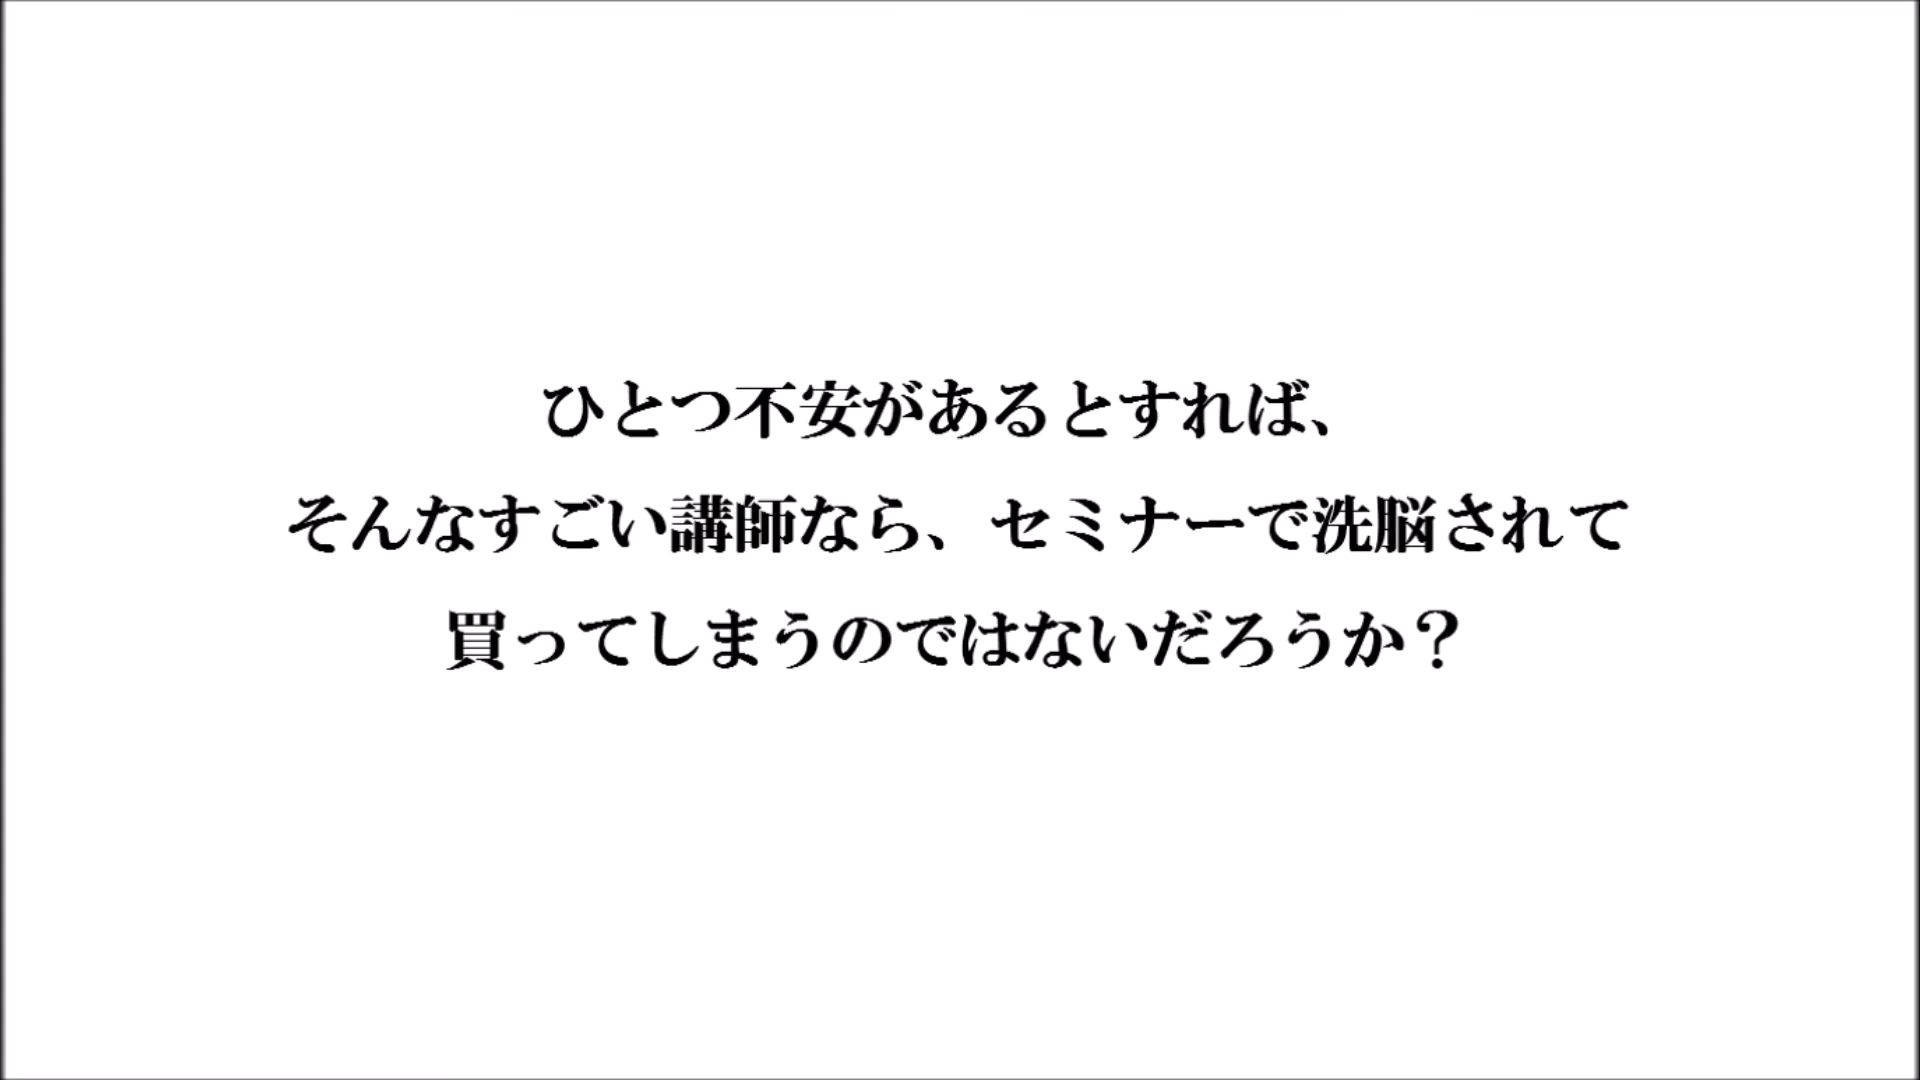 ひとつ不安があるとすれば、
そんなすごい講師なら、セミナーで洗脳されて
買ってしまうのではないだろうか？